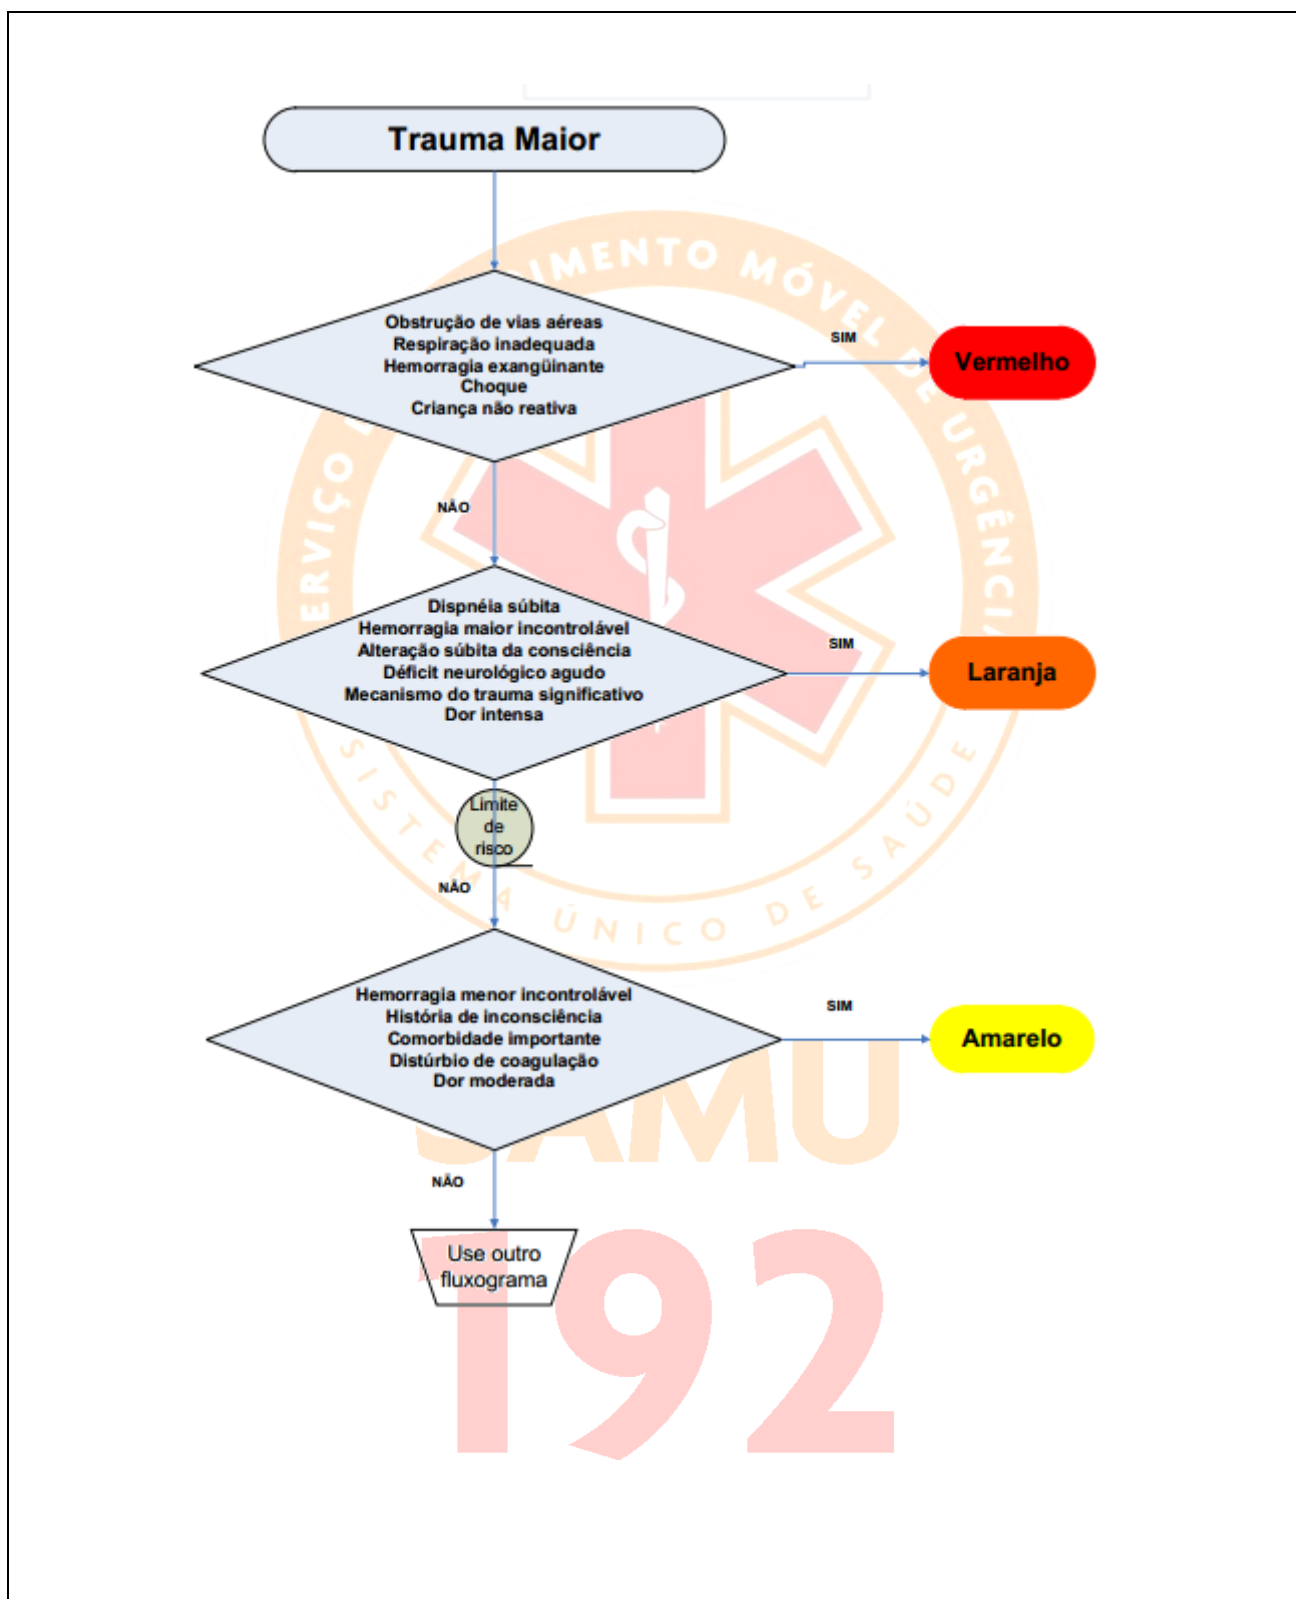 Trauma Maior
Obstrução de vias aéreas
Respiração inadequada
Hemorragia exangüinante
Choque
Criança não reativa
SIM
Vermelho
NÃO
Dispnéia súbita
Hemorragia maior incontrolável
Alteração súbita da consciência
Déficit neurológico agudo
Mecanismo do trauma significativo
Dor intensa
SIM
Laranja
Limite
de
risco
NÃO
Hemorragia menor incontrolável
História de inconsciência
Comorbidade importante
Distúrbio de coagulação
Dor moderada
SIM
Amarelo
NÃO
Use outro
fluxograma
ERVIÇO D IMENTO MÓVEL DE URGÊNCIA
SISTEMA ÚNICO DE SAÚDE
SAMU
192